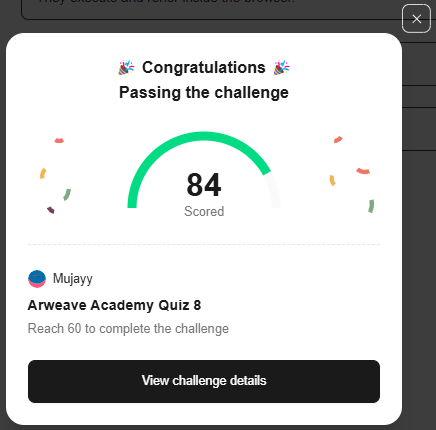 They execute and render inside the browser.
🎉 Congratulations 🎉
Passing the challenge
84
Scored
Mujayy
Arweave Academy Quiz 8
Reach 60 to complete the challenge
View challenge details